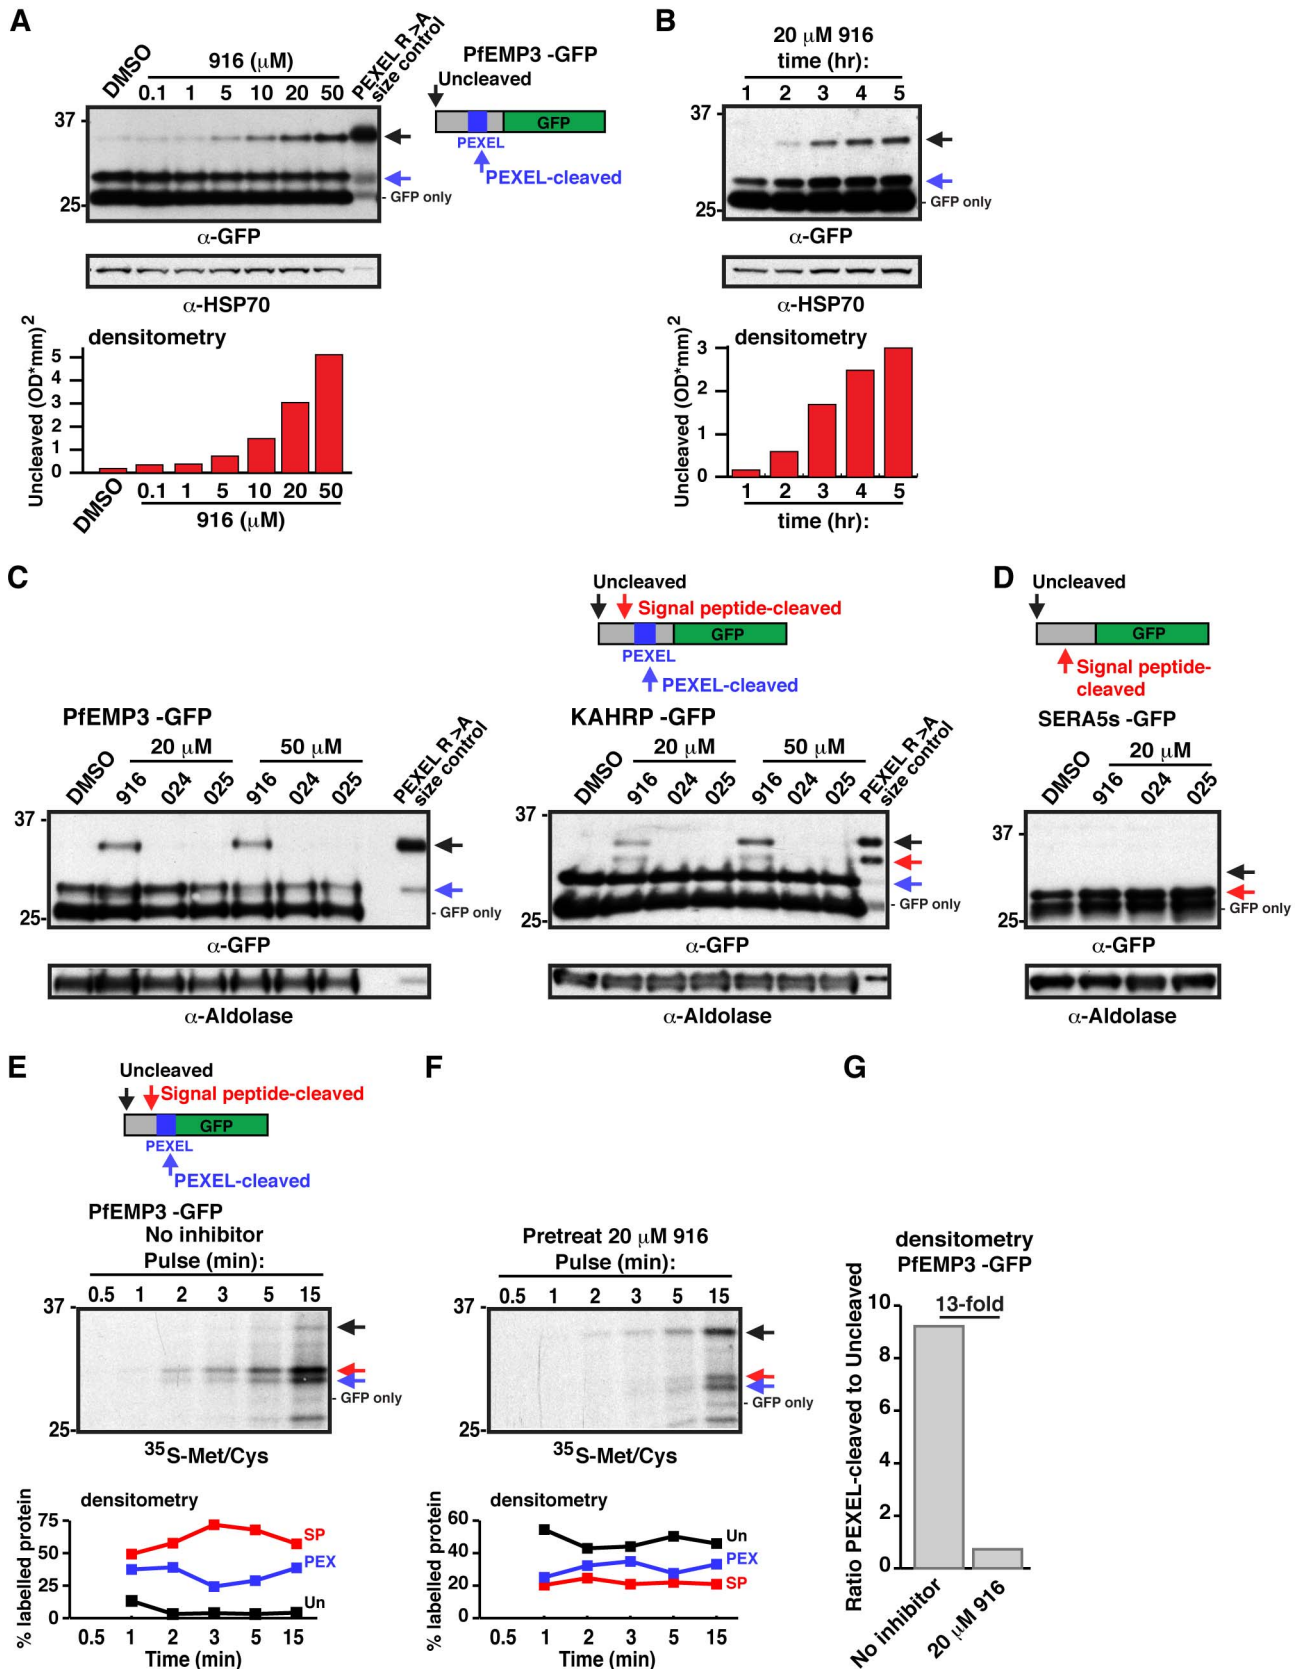 A
DMSO
916 (μM)
0.1 1 5 10 20 50
PEXEL R >A
size control
37
25
GFP only
α-GFP
α-HSP70
PfEMP3 -GFP
Uncleaved
GFP
PEXEL
PEXEL-cleaved
densitometry
Uncleaved (OD*mm)2
5
4
3
2
1
0
DMSO
0.1 1 5 10 20 50
916 (μM)
B
20 μM 916
time (hr):
1 2 3 4 5
37
25
GFP only
α-GFP
α-HSP70
densitometry
Uncleaved (OD*mm)2
3
2
1
0
1 2 3 4 5
time (hr):
C
PfEMP3 -GFP
20 μM 50 μM
DMSO 916 024 025 916 024 025
PEXEL R >A
size control
37
25
GFP only
α-GFP
α-Aldolase
Uncleaved
Signal peptide-cleaved
GFP
PEXEL
PEXEL-cleaved
KAHRP -GFP
20 μM 50 μM
DMSO 916 024 025 916 024 025
PEXEL R >A
size control
37
25
GFP only
α-GFP
α-Aldolase
D
Uncleaved
GFP
Signal peptide-
cleaved
SERA5s -GFP
20 μM
DMSO 916 024 025
37
25
GFP only
α-GFP
α-Aldolase
E
Uncleaved
Signal peptide-cleaved
GFP
PEXEL
PEXEL-cleaved
PfEMP3 -GFP
No inhibitor
Pulse (min):
0.5 1 2 3 5 15
37
25
GFP only
35S-Met/Cys
densitometry
% labelled protein
75
50
25
0
SP
PEX
Un
0.5 1 2 3 5 15
Time (min)
F
Pretreat 20 μM 916
Pulse (min):
0.5 1 2 3 5 15
37
25
GFP only
35S-Met/Cys
densitometry
% labelled protein
60
40
20
0
Un
PEX
SP
0.5 1 2 3 5 15
Time (min)
G
densitometry
PfEMP3 -GFP
Ratio PEXEL-cleaved to Uncleaved
10
8
6
4
2
0
13-fold
No inhibitor
20 μM 916